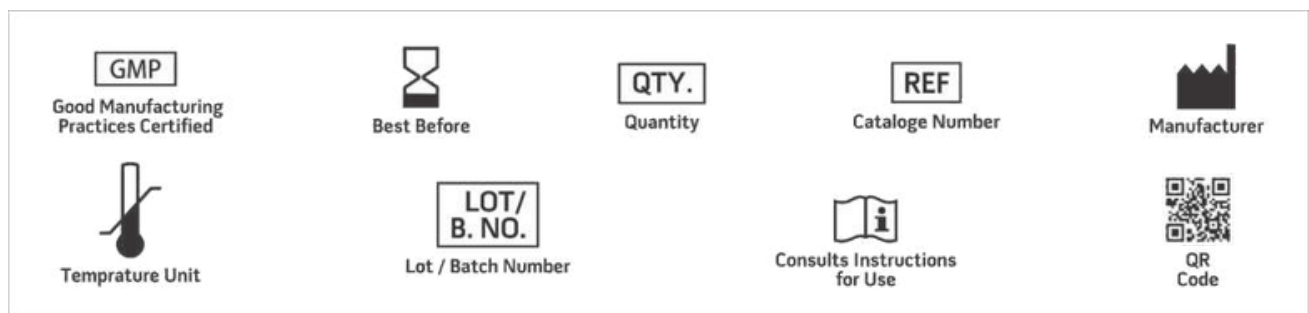 GMP
Good Manufacturing
Practices Certified
Best Before
QTY.
Quantity
REF
Cataloge Number
Manufacturer
Temprature Unit
LOT/
B. NO.
Lot / Batch Number
i
Consults Instructions
for Use
QR
Code